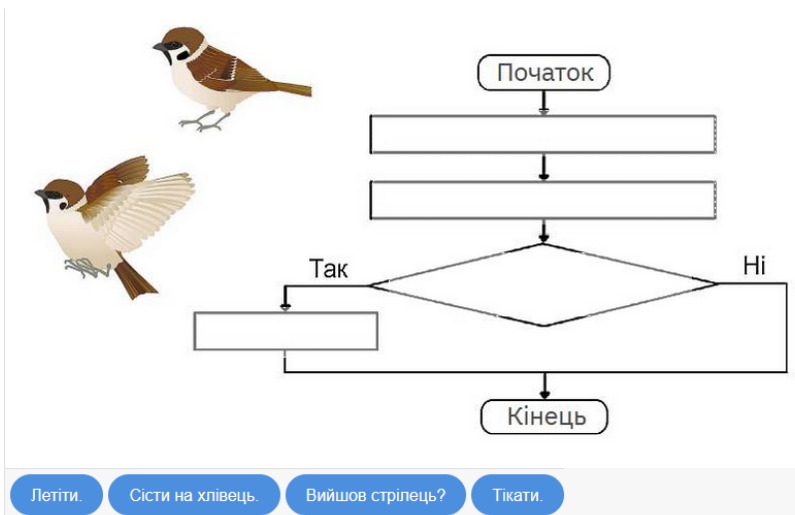 Початок
Так
Ні
Кінець
Летіти.
Сісти на хлівець.
Вийшов стрілець?
Тікати.